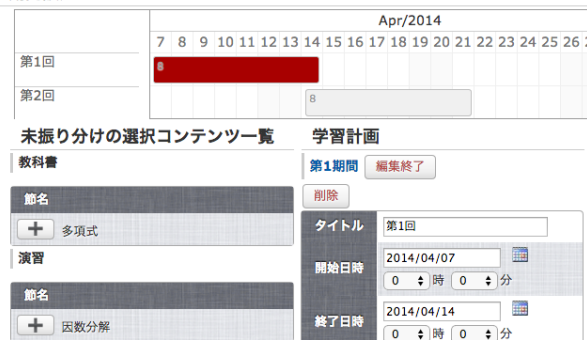 Apr/2014
7 8 9 10 11 12 13 14 15 16 17 18 19 20 21 22 23 24 25 26
第1回
8
第2回
8
未振り分けの選択コンテンツ一覧
教科書
節名
多項式
演習
節名
因数分解
学習計画
第1期間 編集終了
削除
タイトル 第1回
開始日時 2014/04/07
0 時 0 分
終了日時 2014/04/14
0 時 0 分